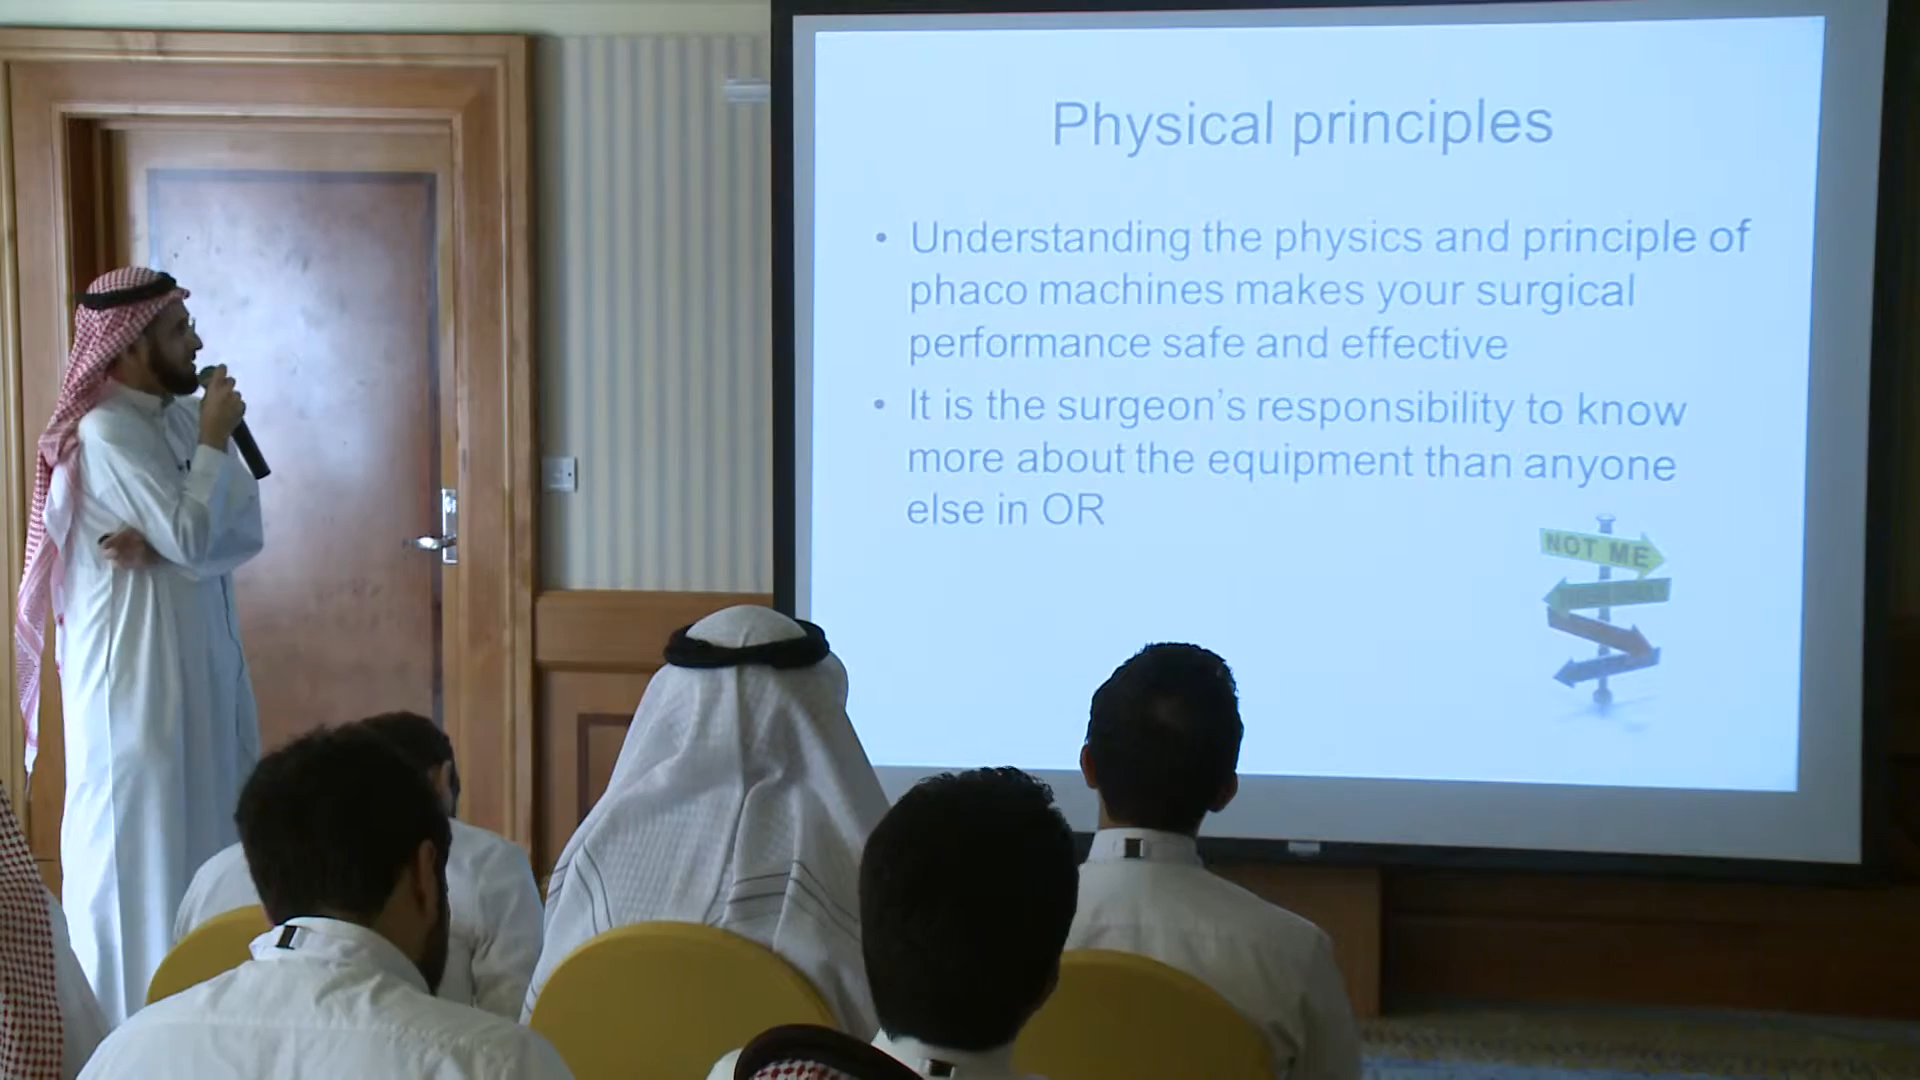 Physical principles
• Understanding the physics and principle of
phaco machines makes your surgical
performance safe and effective
• It is the surgeon's responsibility to know
more about the equipment than anyone
else in OR
NOT ME